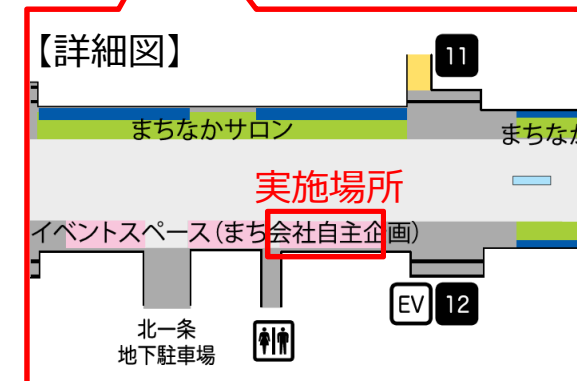 【詳細図】
11
まちなかサロン
まちなか
実施場所
イベントスペース(まち会社自主企画)
EV 12
北一条
地下駐車場